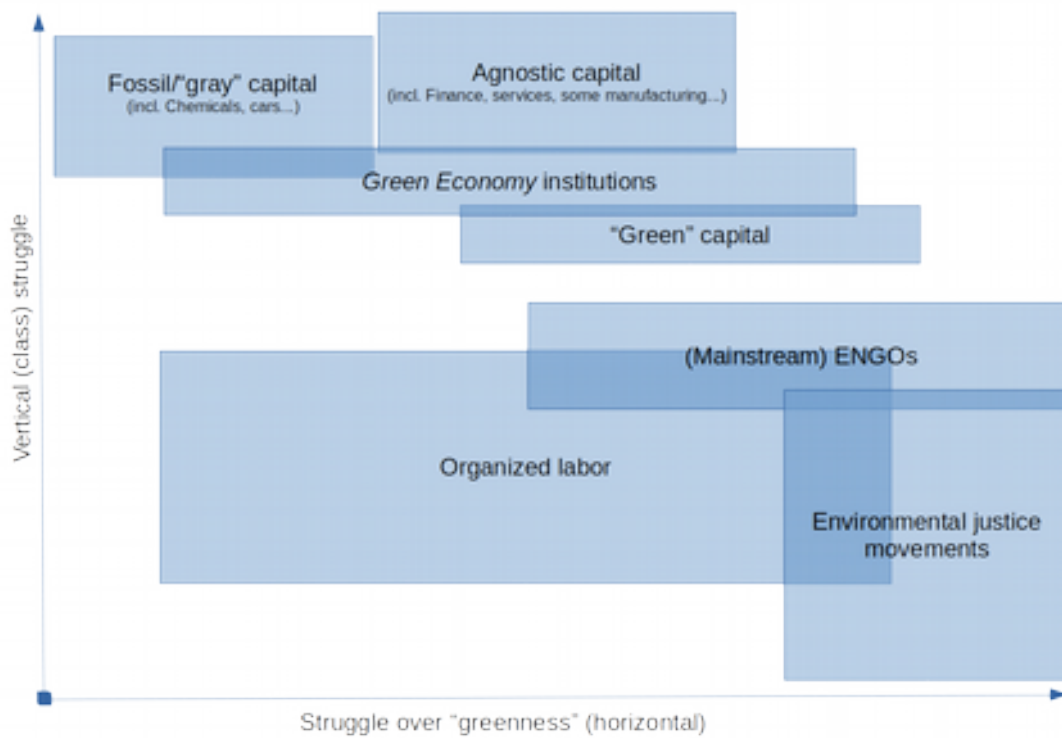 Fossil/“gray” capital
(incl. Chemicals, cars...)
Agnostic capital
(incl. Finance, services, some manufacturing...)
Green Economy institutions
“Green” capital
(Mainstream) ENGOs
Organized labor
Environmental justice
movements
Vertical (class) struggle
Struggle over “greenness” (horizontal)